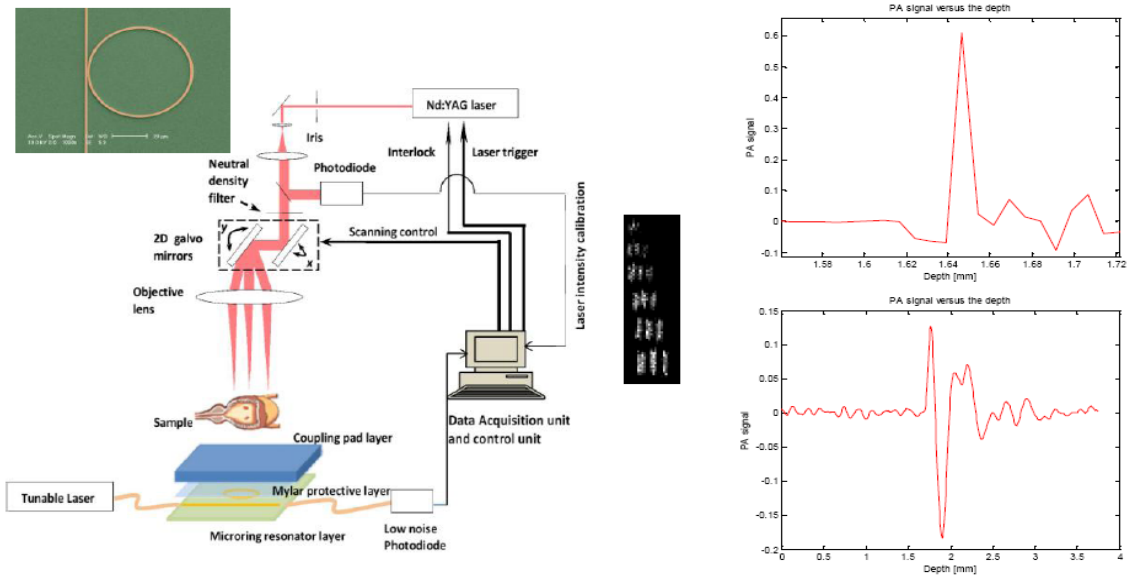 Nd:YAG laser
Iris
Interlock
Laser trigger
Neutral
density
filter
Photodiode
Laser intensity calibration
y
x
2D galvo
mirrors
Scanning control
Objective
lens
Sample
Data Acquisition unit
and control unit
Coupling pad layer
Mylar protective layer
Tunable Laser
Microring resonator layer
Low noise
Photodiode
PA signal versus the depth
PA signal
0.6
0.5
0.4
0.3
0.2
0.1
0
-0.1
1.58
1.6
1.62
1.64
1.66
1.68
1.7
1.72
Depth [mm]
PA signal versus the depth
PA signal
0.15
0.1
0.05
0
-0.05
-0.1
-0.15
-0.2
0
0.5
1
1.5
2
2.5
3
3.5
4
Depth [mm]